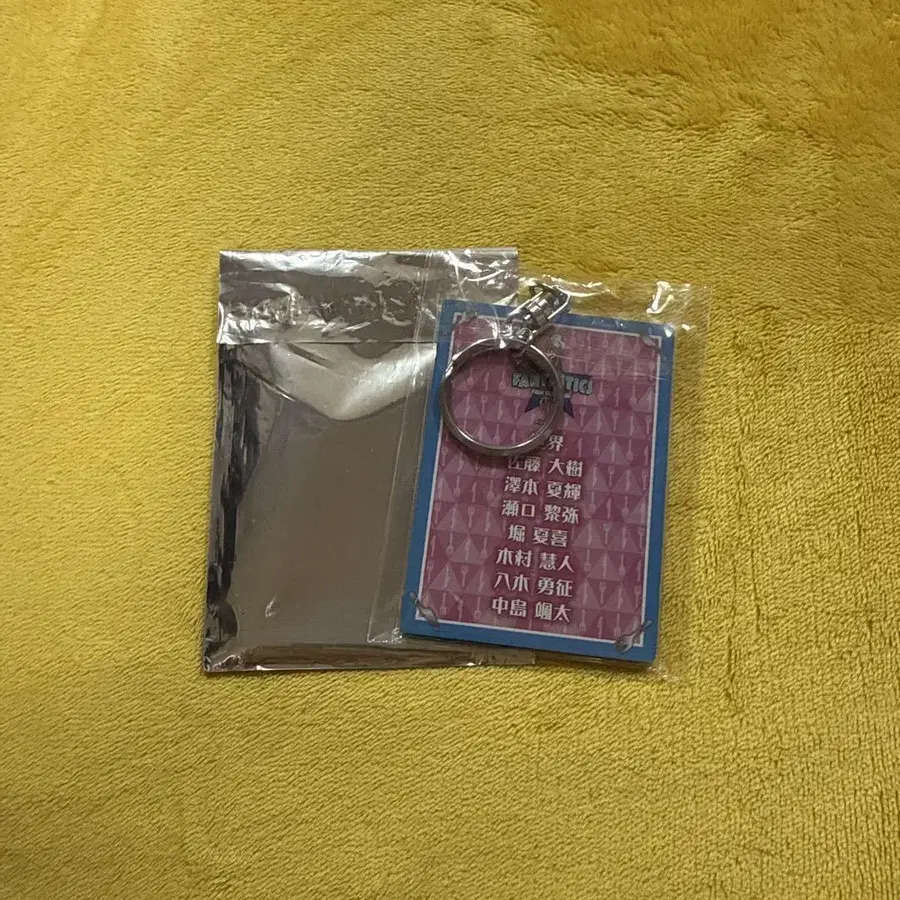 FANTASTICS
界
佐藤 大樹
澤本 夏輝
瀬口 黎弥
堀 夏喜
木村 慧人
八木 勇征
中島 颯太